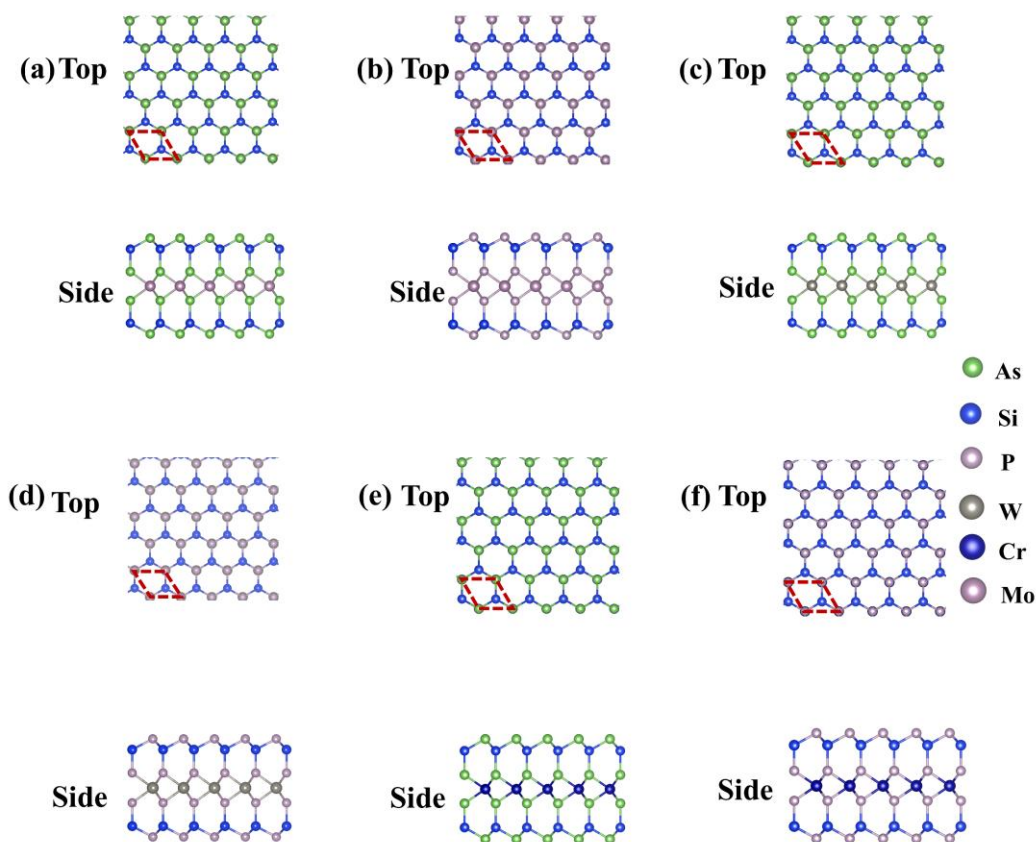 (a) Top
(b) Top
(c) Top
Side
Side
Side
As
Si
P
W
Cr
Mo
(d) Top
(e) Top
(f) Top
Side
Side
Side